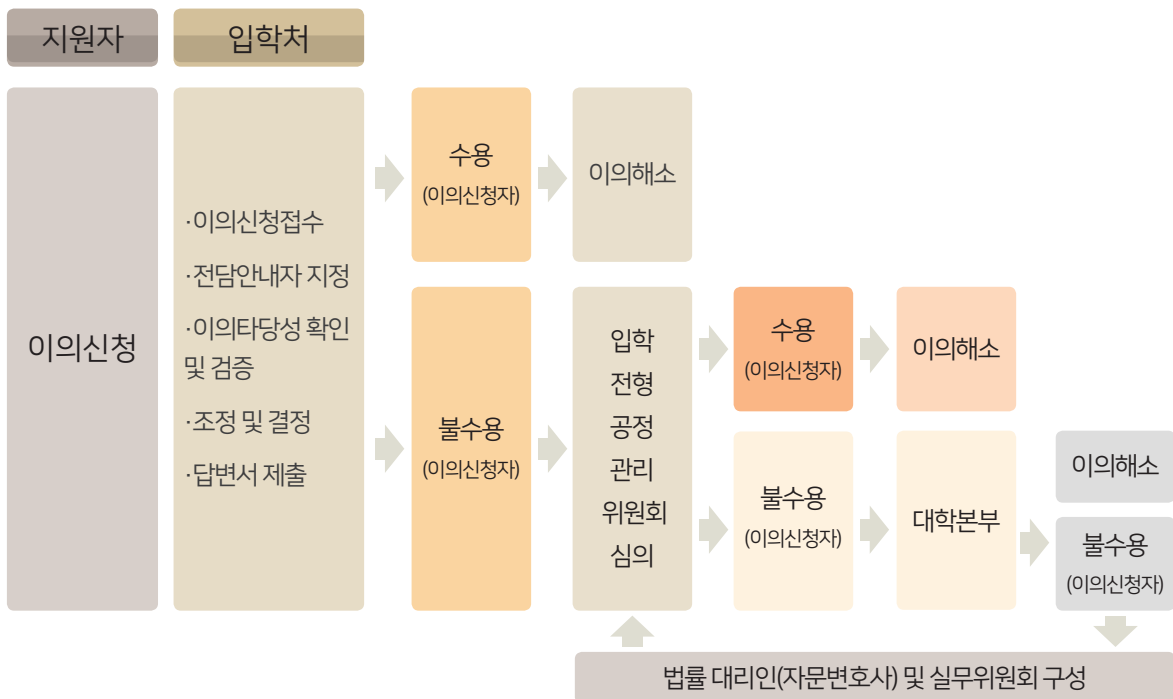 지원자
입학처
이의신청
·이의신청접수
·전담안내자 지정
·이의타당성 확인
및 검증
·조정 및 결정
·답변서 제출
수용
(이의신청자)
이의해소
불수용
(이의신청자)
입학
전형
공정
관리
위원회
심의
수용
(이의신청자)
이의해소
불수용
(이의신청자)
대학본부
이의해소
불수용
(이의신청자)
법률 대리인(자문변호사) 및 실무위원회 구성